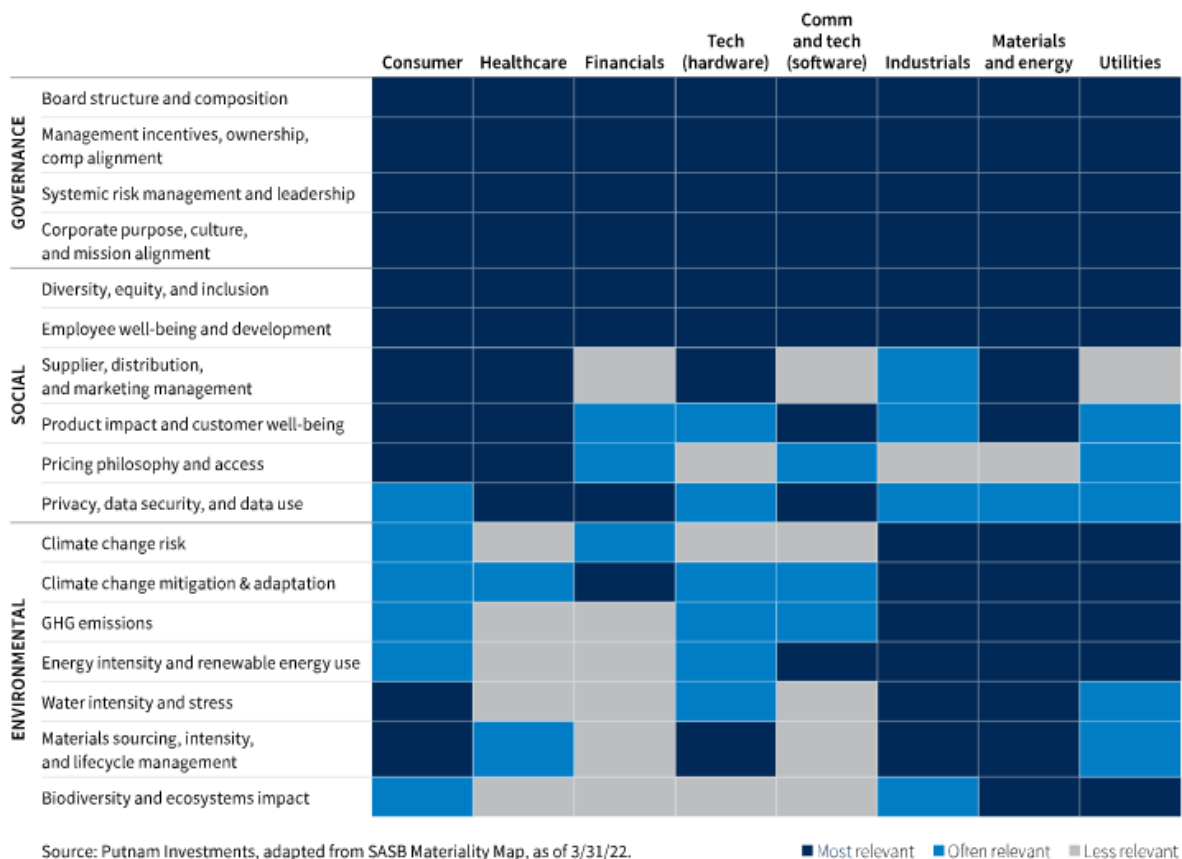 Consumer
Healthcare
Financials
Tech
(hardware)
Comm
and tech
(software)
Industrials
Materials
and energy
Utilities
GOVERNANCE
Board structure and composition
Management incentives, ownership,
comp alignment
Systemic risk management and leadership
Corporate purpose, culture,
and mission alignment
SOCIAL
Diversity, equity, and inclusion
Employee well-being and development
Supplier, distribution,
and marketing management
Product impact and customer well-being
Pricing philosophy and access
Privacy, data security, and data use
ENVIRONMENTAL
Climate change risk
Climate change mitigation & adaptation
GHG emissions
Energy intensity and renewable energy use
Water intensity and stress
Materials sourcing, intensity,
and lifecycle management
Biodiversity and ecosystems impact
Source: Putnam Investments, adapted from SASB Materiality Map, as of 3/31/22.
Most relevant
Often relevant
Less relevant